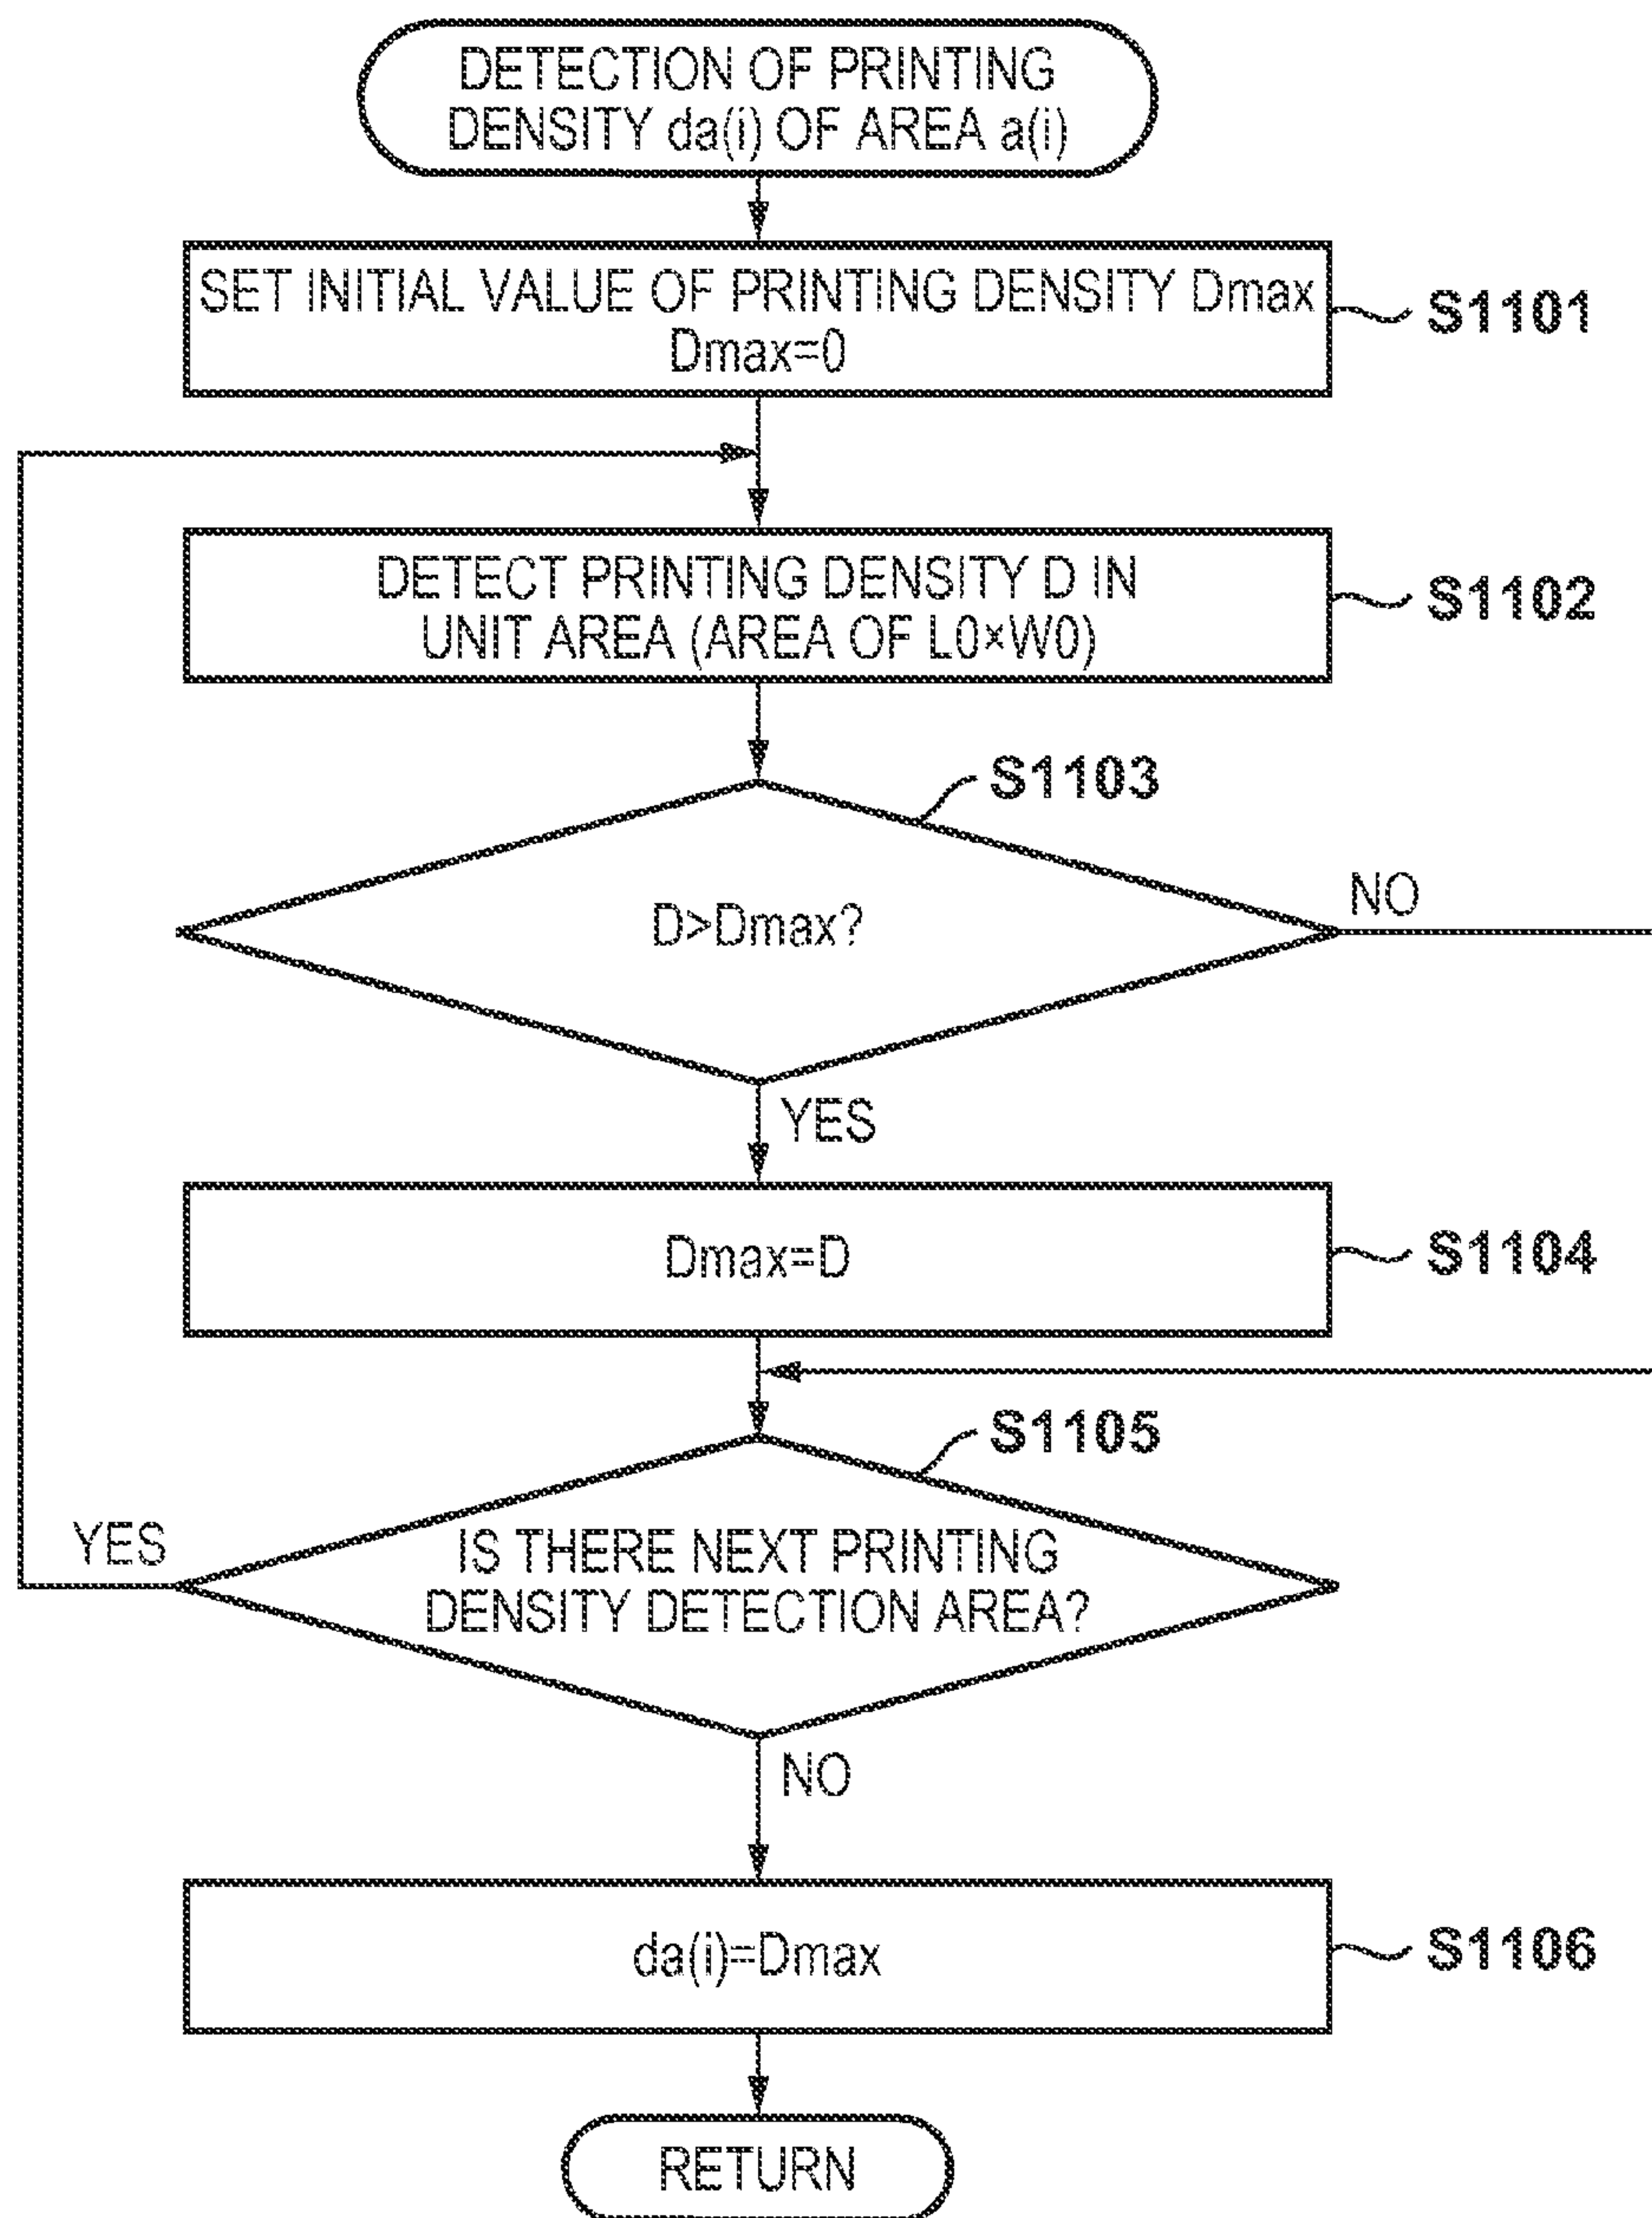 DETECTION OF PRINTING
DENSITY da(i) OF AREA a(i)
SET INITIAL VALUE OF PRINTING DENSITY Dmax
Dmax=0
S1101
DETECT PRINTING DENSITY D IN
UNIT AREA (AREA OF L0×W0)
S1102
S1103
D>Dmax?
NO
YES
Dmax=D
S1104
S1105
IS THERE NEXT PRINTING
DENSITY DETECTION AREA?
YES
NO
da(i)=Dmax
S1106
RETURN